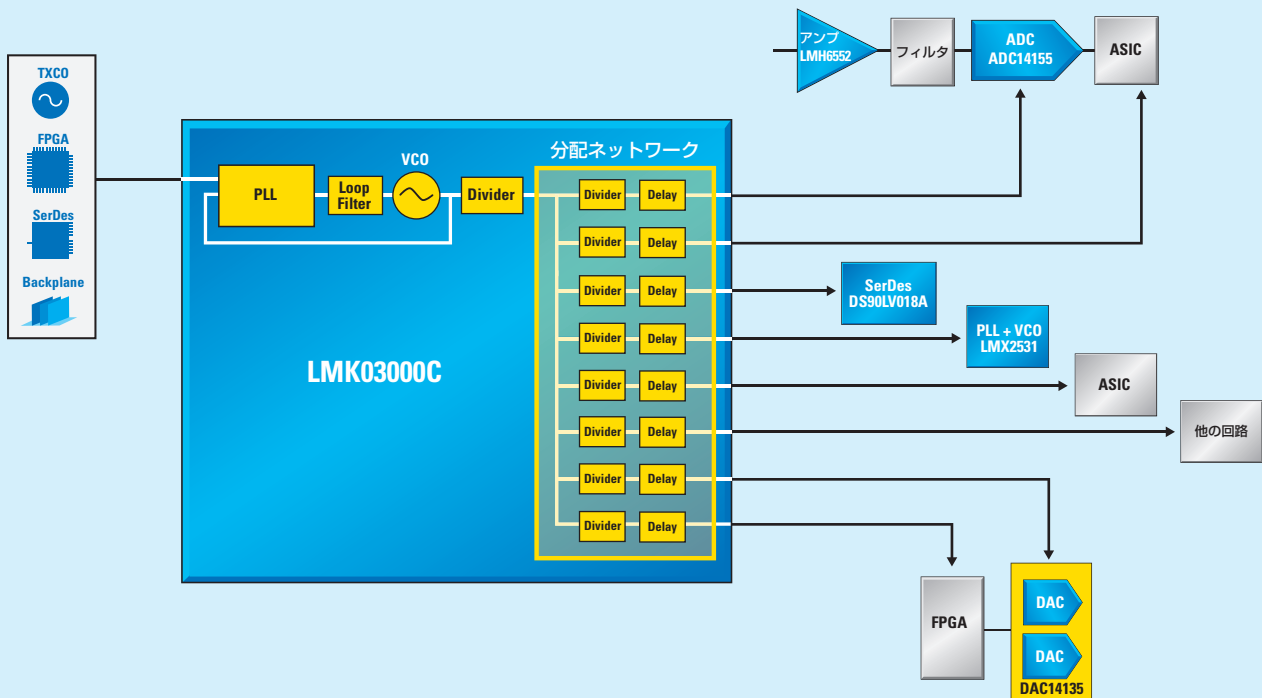 TXCO
FPGA
SerDes
Backplane
アンプ
LMH6552
フィルタ
ADC
ADC14155
ASIC
分配ネットワーク
PLL
Loop
Filter
VCO
Divider
Divider Delay
Divider Delay
Divider Delay
Divider Delay
Divider Delay
Divider Delay
Divider Delay
Divider Delay
LMK03000C
SerDes
DS90LV018A
PLL + VCO
LMX2531
ASIC
他の回路
FPGA
DAC
DAC
DAC14135